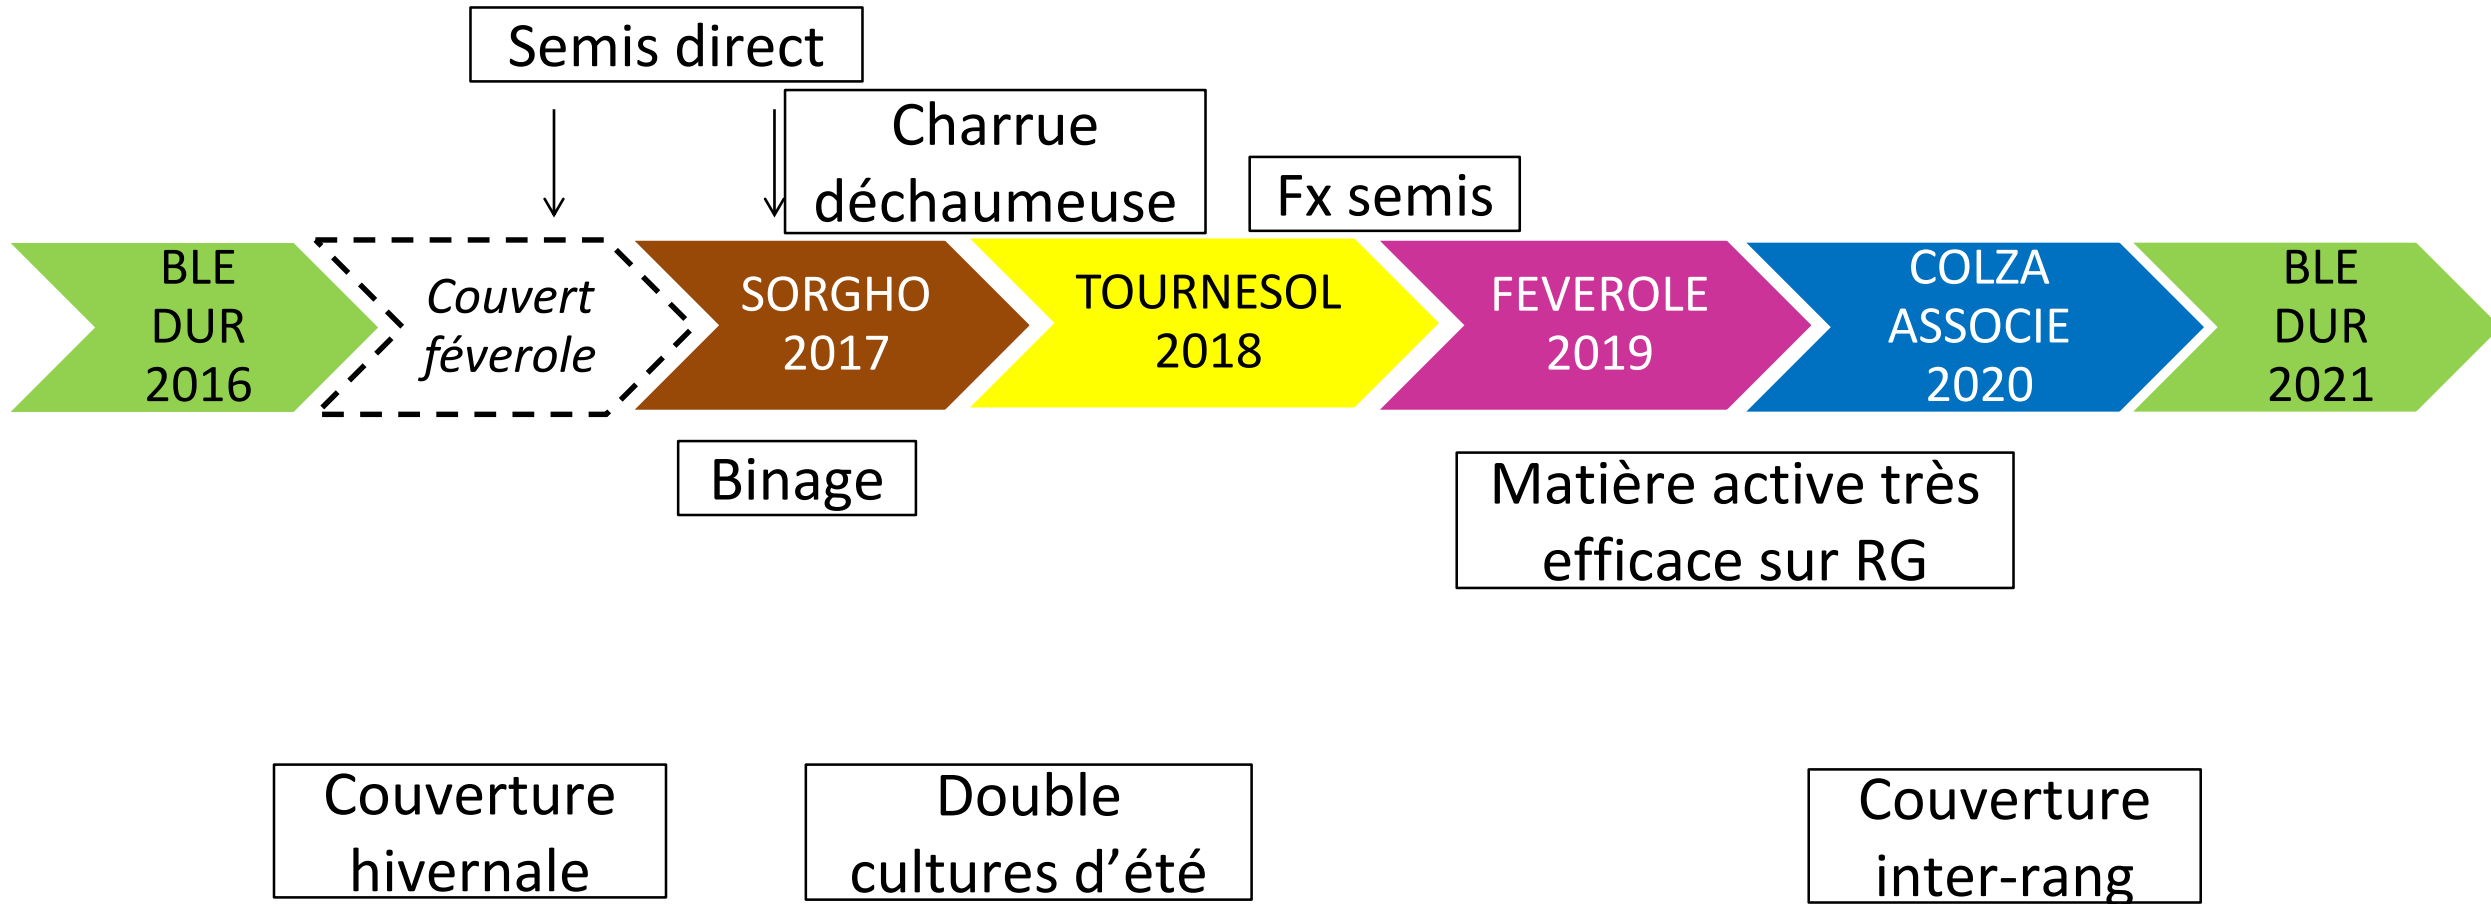 Semis direct
Charrue
déchaumeuse
Fx semis
BLE
DUR
2016
Couvert
féverole
SORGHO
2017
TOURNESOL
2018
FEVEROLE
2019
COLZA
ASSOCIE
2020
BLE
DUR
2021
Binage
Matière active très
efficace sur RG
Couverture
hivernale
Double
cultures d’été
Couverture
inter-rang